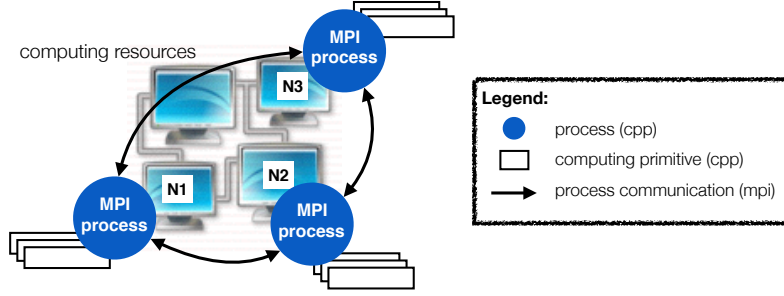 MPI
process
computing resources
N3
N1
N2
MPI
process
MPI
process
Legend:
process (cpp)
computing primitive (cpp)
process communication (mpi)